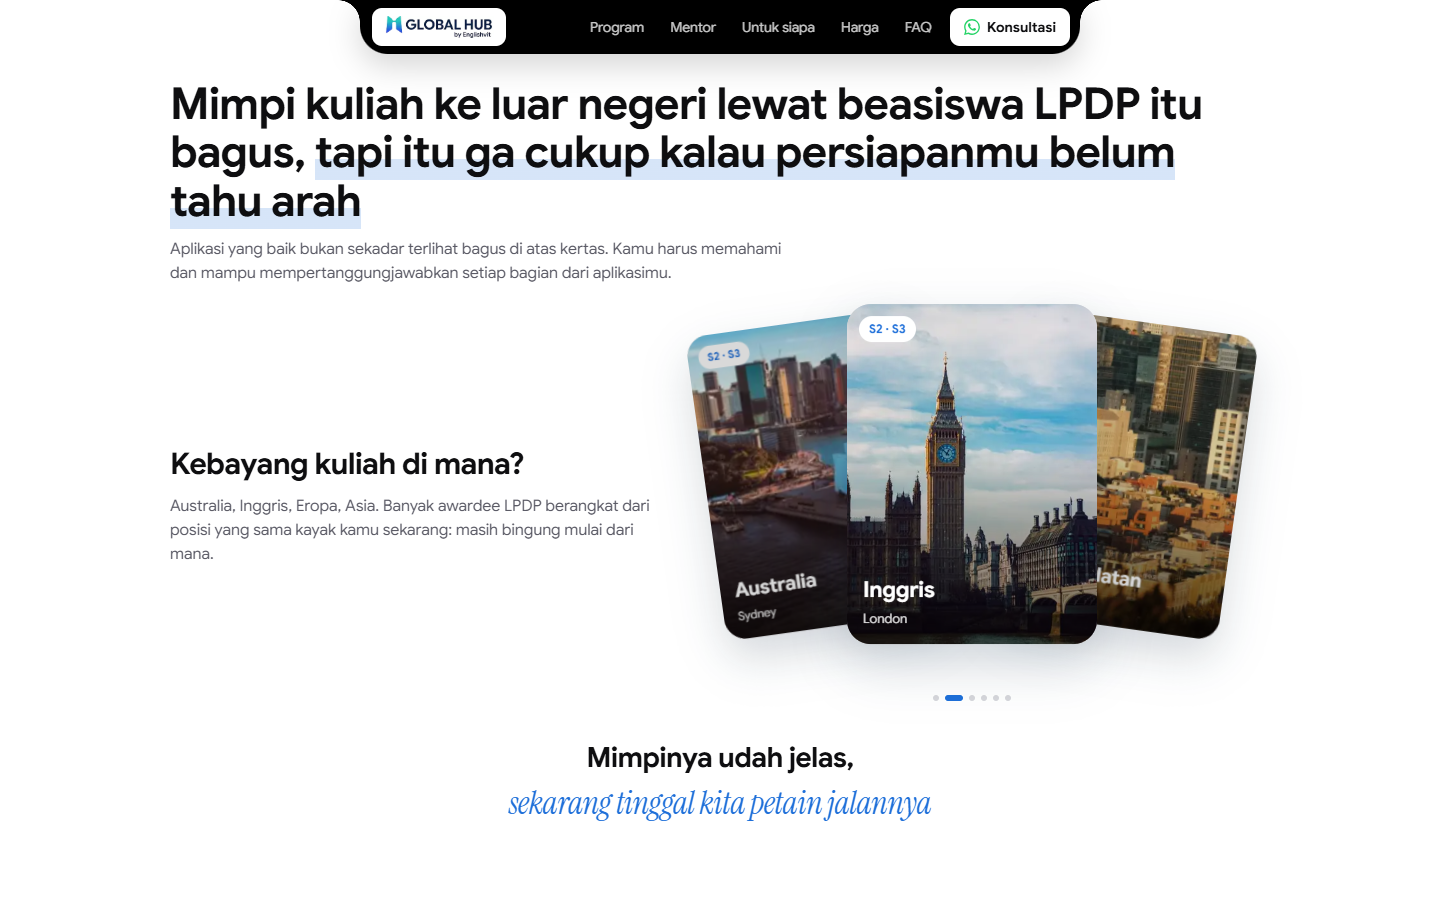 GLOBAL HUB
by Englishvit
Program
Mentor
Untuk siapa
Harga
FAQ
Konsultasi
Mimpi kuliah ke luar negeri lewat beasiswa LPDP itu
bagus, tapi itu ga cukup kalau persiapanmu belum
tahu arah
Aplikasi yang baik bukan sekadar terlihat bagus di atas kertas. Kamu harus memahami
dan mampu mempertanggungjawabkan setiap bagian dari aplikasimu.
Kebayang kuliah di mana?
Australia, Inggris, Eropa, Asia. Banyak awardee LPDP berangkat dari
posisi yang sama kayak kamu sekarang: masih bingung mulai dari
mana.
S2 · S3
Australia
Sydney
S2 · S3
Inggris
London
latan
Mimpinya udah jelas,
sekarang tinggal kita petain jalannya